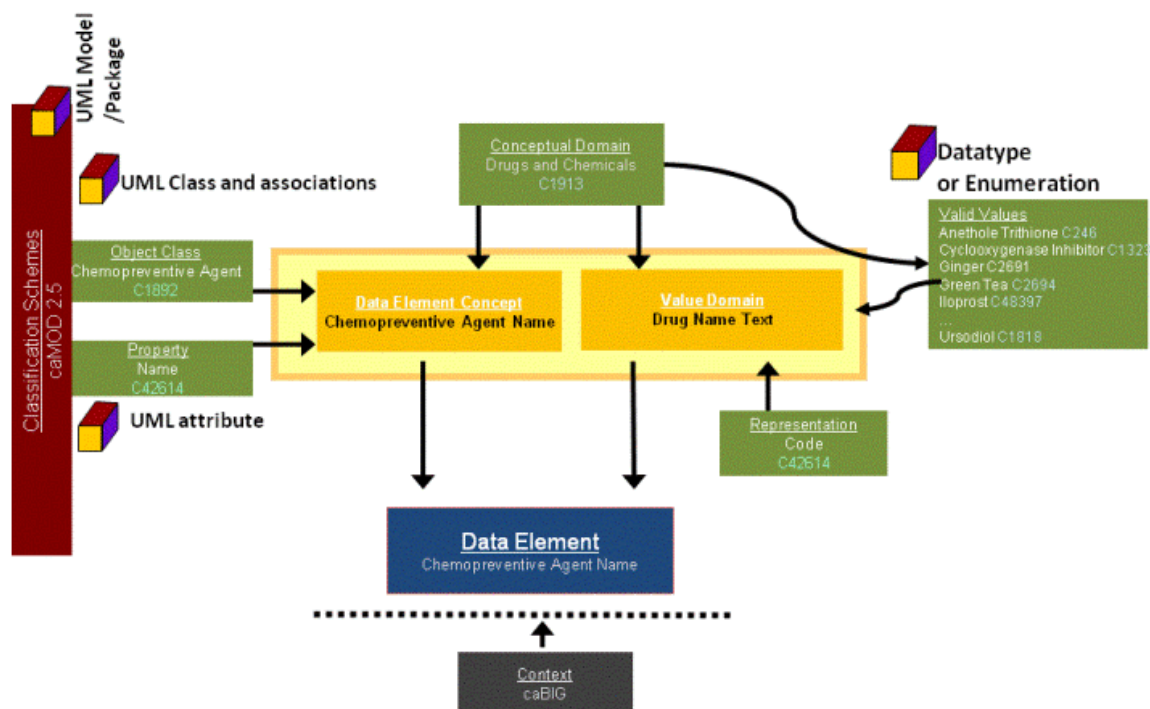 UML Model
/Package
Classification Schemes
caMOD 2.5
UML Class and associations
Conceptual Domain
Drugs and Chemicals
C1913
Datatype
or Enumeration
Valid Values
Anethole Trithione C246
Cyclooxygenase Inhibitor C1323
Ginger C2691
Green Tea C2694
Iloprost C48397
...
Ursodiol C1818
Object Class
Chemopreventive Agent
C1892
Data Element Concept
Chemopreventive Agent Name
Value Domain
Drug Name Text
Property
Name
C42614
UML attribute
Representation
Code
C42614
Data Element
Chemopreventive Agent Name
Context
caBIG